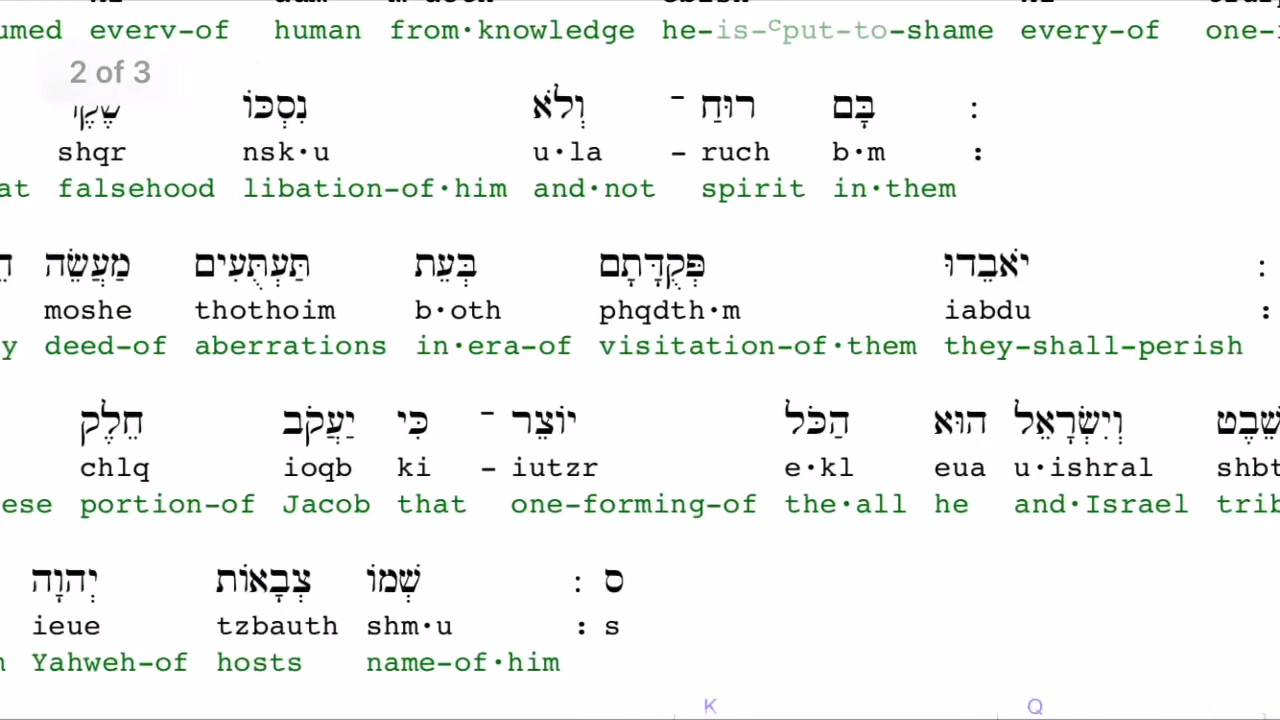 umed every-of human from·knowledge he-is-ᶜput-to-shame every-of one-
2 of 3
נִסְכּוֹ וְלֹא ־ רוּחַ בָּם :
shqr nsk·u u·la - ruch b·m :
at falsehood libation-of·him and·not spirit in·them
מַעֲשֵׂה תַּעְתֻּעִים בְּעֵת פְּקֻדָּתָם יֹאבֵדוּ :
moshe thothoim b·oth phqdth·m iabdu :
y deed-of aberrations in·era-of visitation-of·them they-shall-perish
חֵלֶק יַעֲקֹב כִּי ־ יוֹצֵר הַכֹּל הוּא וְיִשְׂרָאֵל שֵׁבֶט
chlq ioqb ki - iutzr e·kl eua u·ishral shbt
ese portion-of Jacob that one-forming-of the·all he and·Israel trib
יְהוָה צְבָאוֹת שְׁמוֹ : ס
ieue tzbauth shm·u : s
Yahweh-of hosts name-of·him
K Q